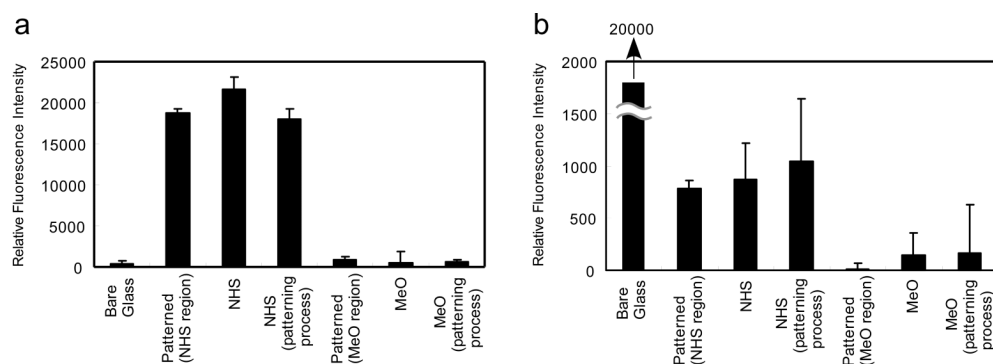 a
Relative Fluorescence Intensity
25000
20000
15000
10000
5000
0
Bare
Glass
Patterned
(NHS region)
NHS
NHS
(patterning
process)
Patterned
(MeO region)
MeO
MeO
(patterning
process)
b
20000
Relative Fluorescence Intensity
2000
1500
1000
500
0
Bare
Glass
Patterned
(NHS region)
NHS
NHS
(patterning
process)
Patterned
(MeO region)
MeO
MeO
(patterning
process)